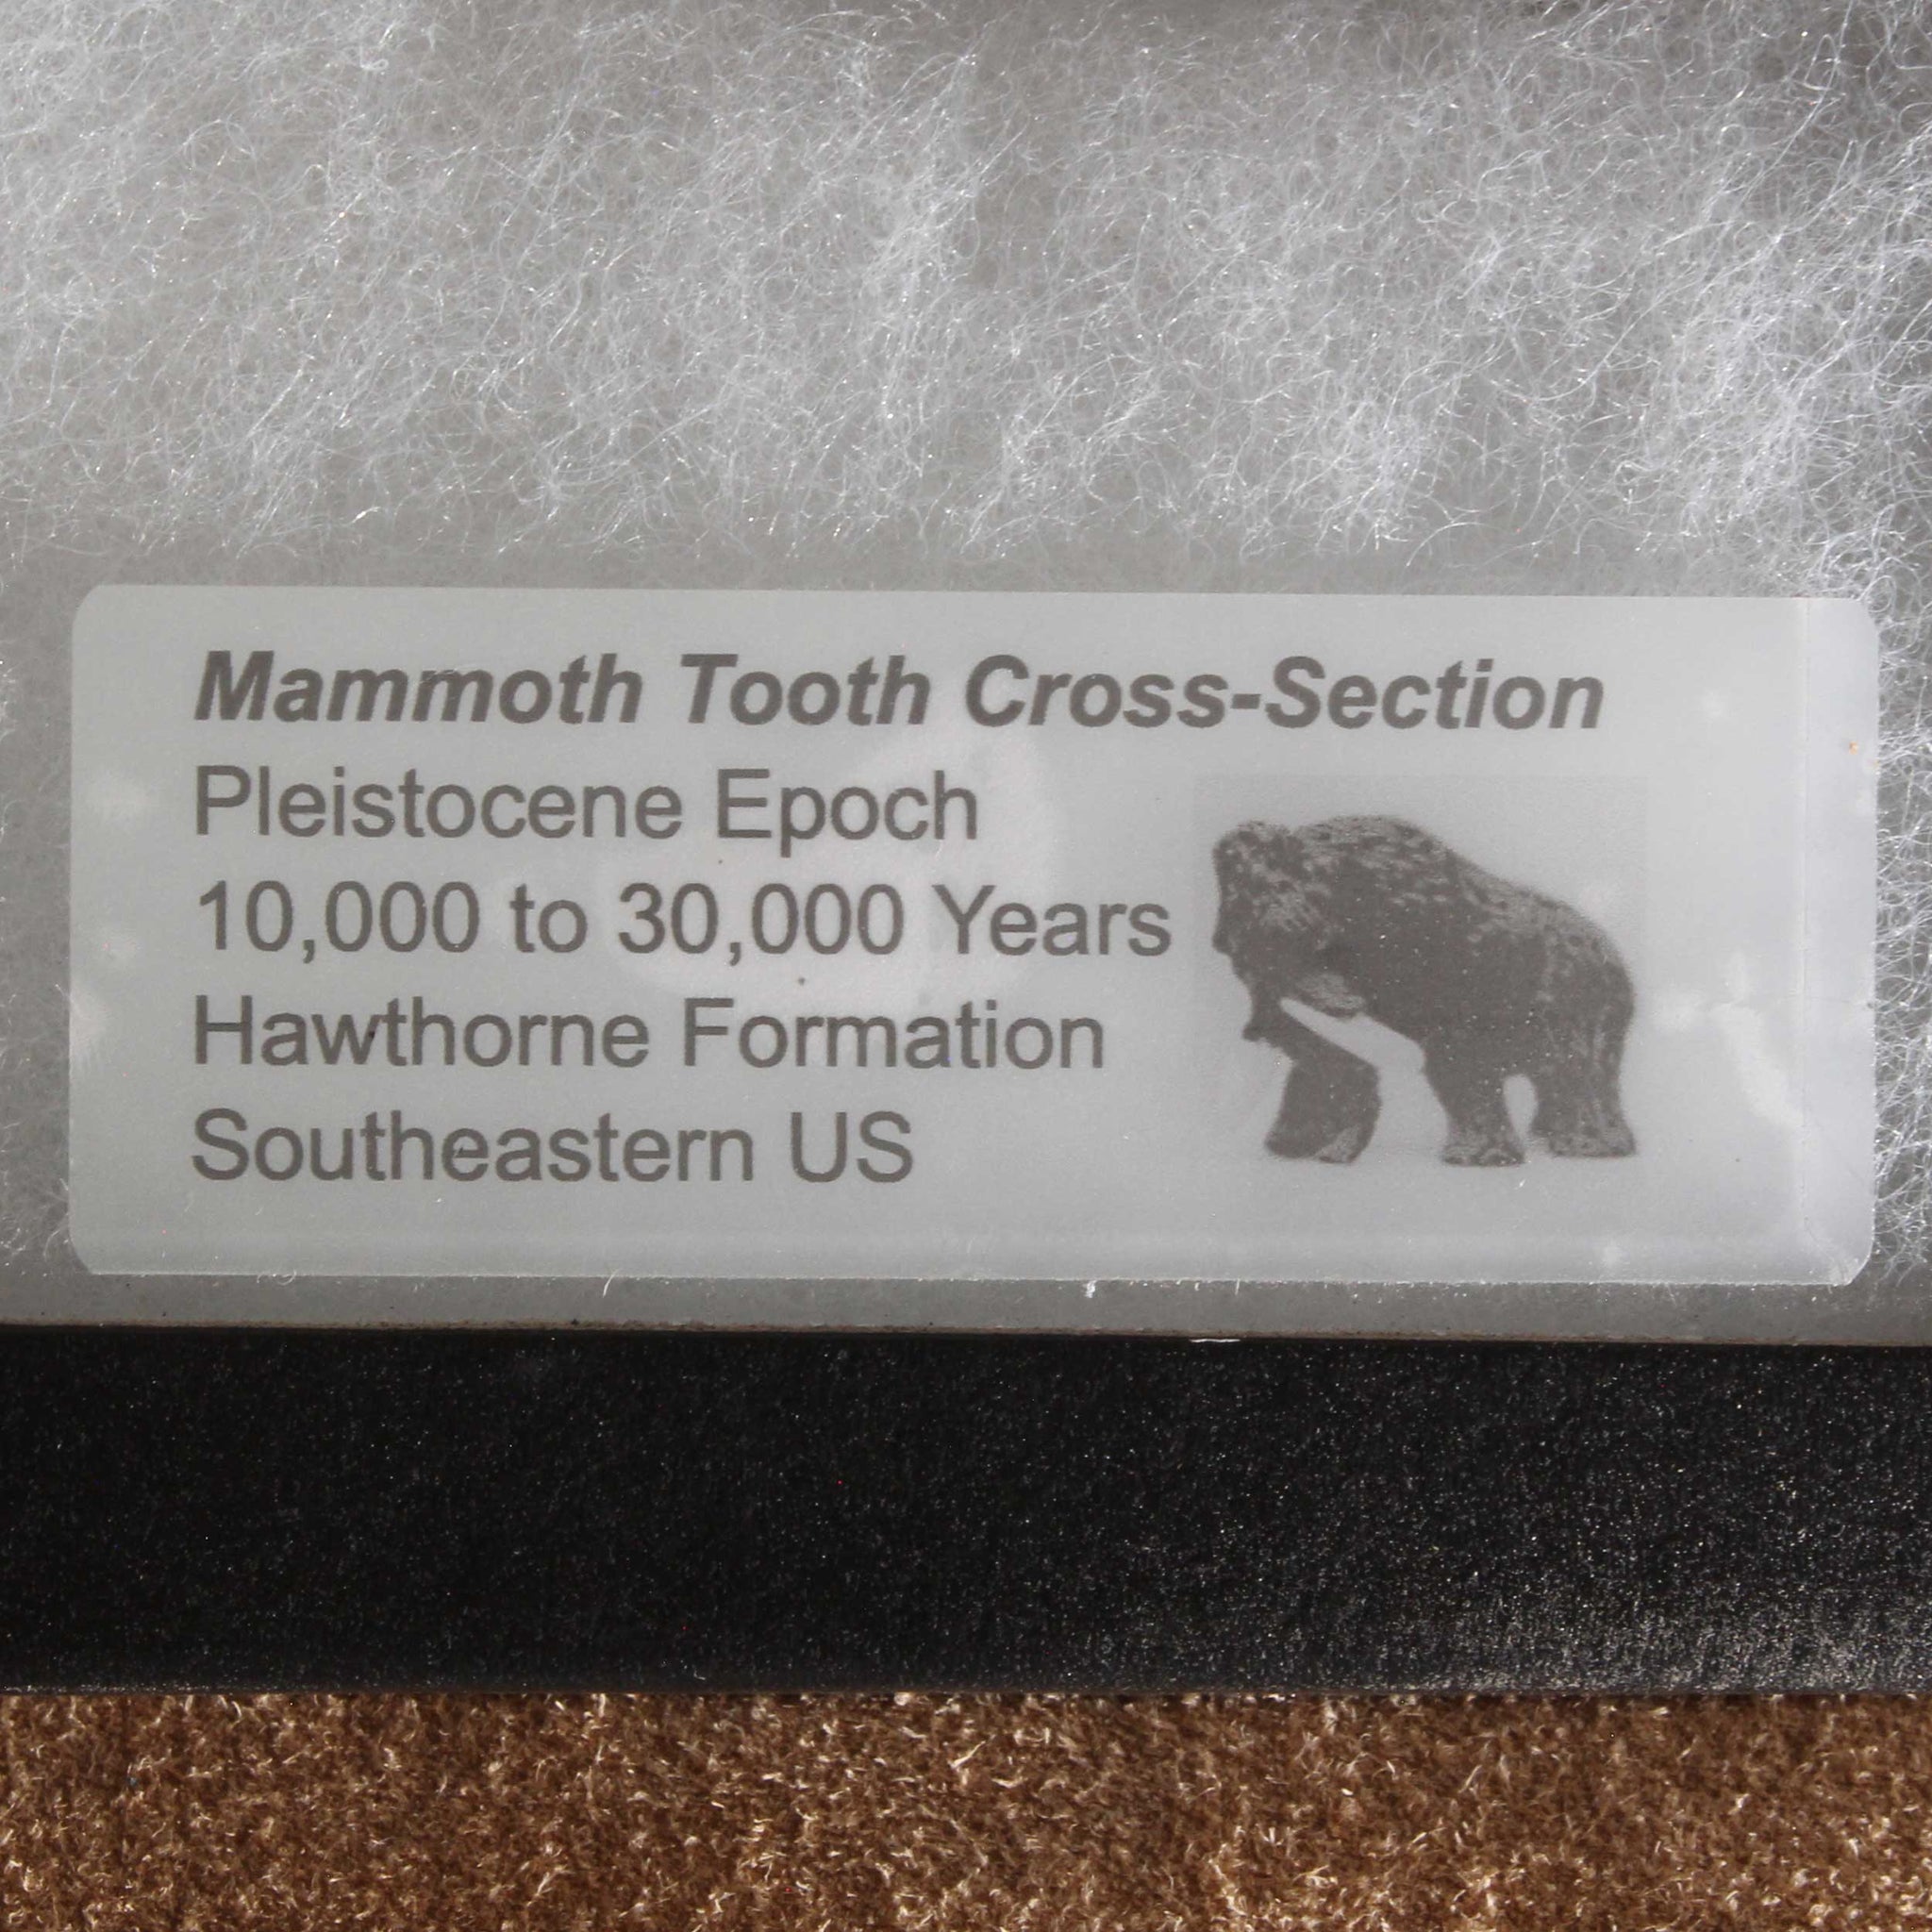 Mammoth Tooth Cross-Section
Pleistocene Epoch
10,000 to 30,000 Years
Hawthorne Formation
Southeastern US